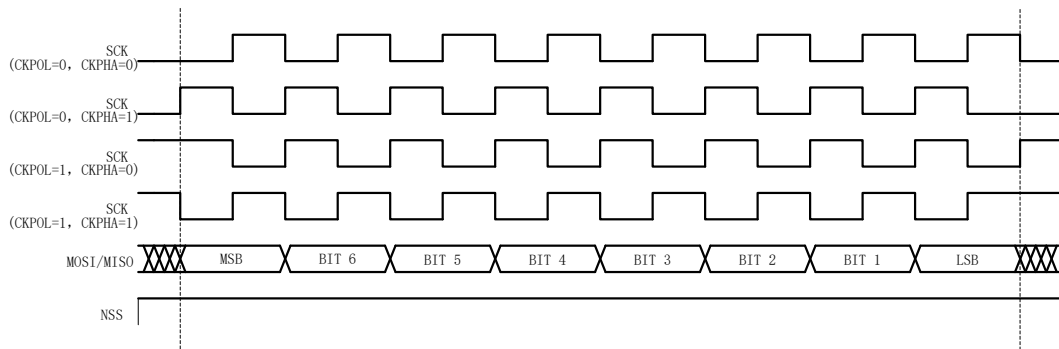 SCK
(CKPOL=0, CKPHA=0)
SCK
(CKPOL=0, CKPHA=1)
SCK
(CKPOL=1, CKPHA=0)
SCK
(CKPOL=1, CKPHA=1)
MOSI/MISO MSB BIT 6 BIT 5 BIT 4 BIT 3 BIT 2 BIT 1 LSB
NSS